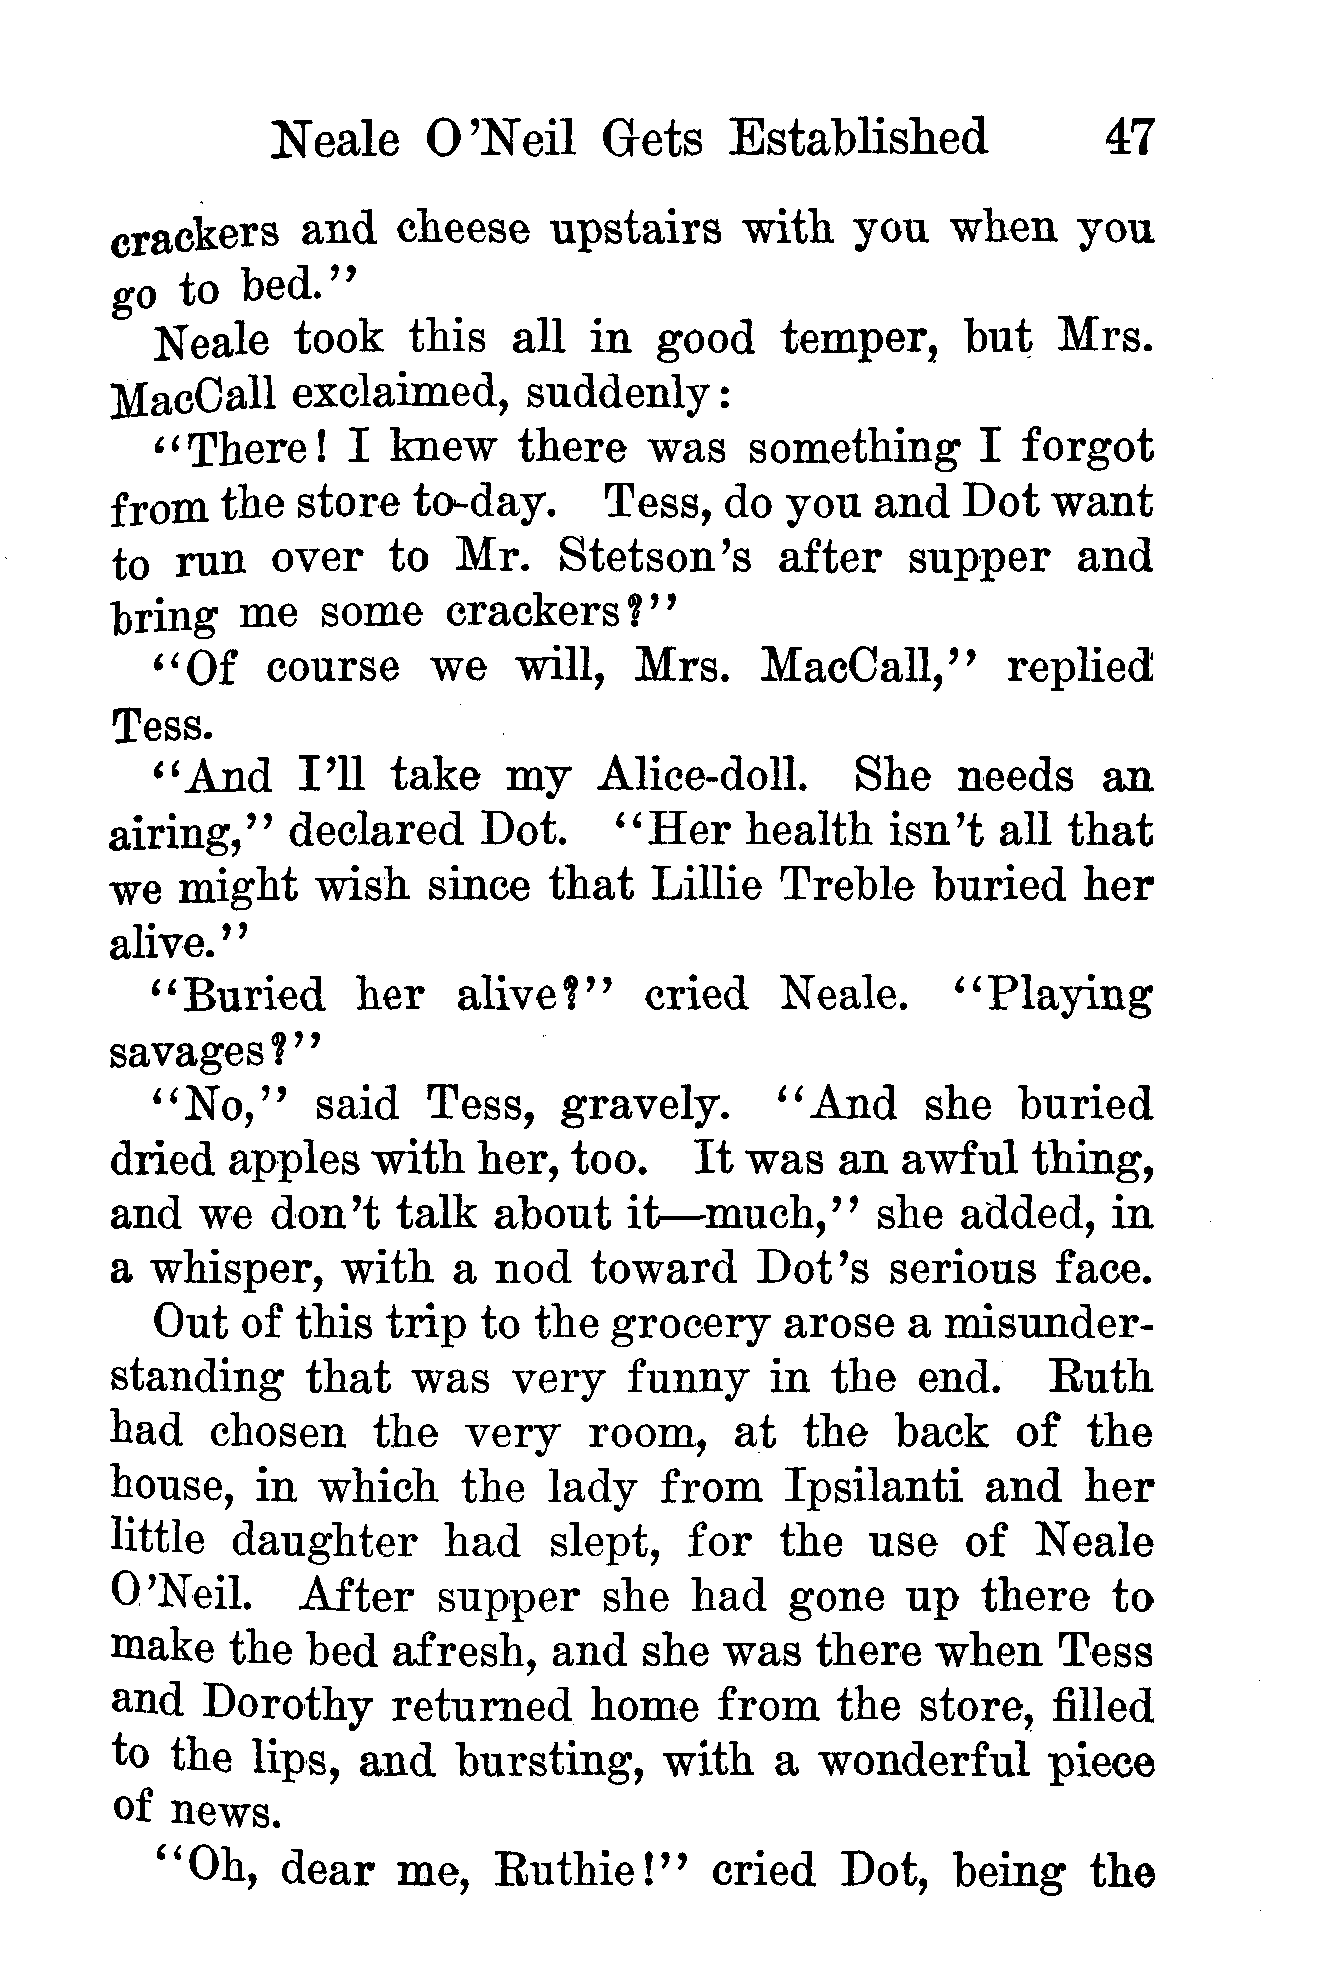 Neale O'Neil Gets Established 47
crackers and cheese upstairs with you when you
go to bed."
Neale took this all in good temper, but Mrs.
MacCall exclaimed, suddenly:
"There! I knew there was something I forgot
from the store to-day. Tess, do you and Dot want
to run over to Mr. Stetson's after supper and
bring me some crackers?"
"Of course we will, Mrs. MacCall," replied
Tess.
"And I'll take my Alice-doll. She needs an
airing," declared Dot. "Her health isn't all that
we might wish since that Lillie Treble buried her
alive."
"Buried her alive?" cried Neale. "Playing
savages?"
"No," said Tess, gravely. "And she buried
dried apples with her, too. It was an awful thing,
and we don't talk about it—much," she added, in
a whisper, with a nod toward Dot's serious face.
Out of this trip to the grocery arose a misunder-
standing that was very funny in the end. Ruth
had chosen the very room, at the back of the
house, in which the lady from Ipsilanti and her
little daughter had slept, for the use of Neale
O'Neil. After supper she had gone up there to
make the bed afresh, and she was there when Tess
and Dorothy returned home from the store, filled
to the lips, and bursting, with a wonderful piece
of news.
"Oh, dear me, Ruthie!" cried Dot, being the